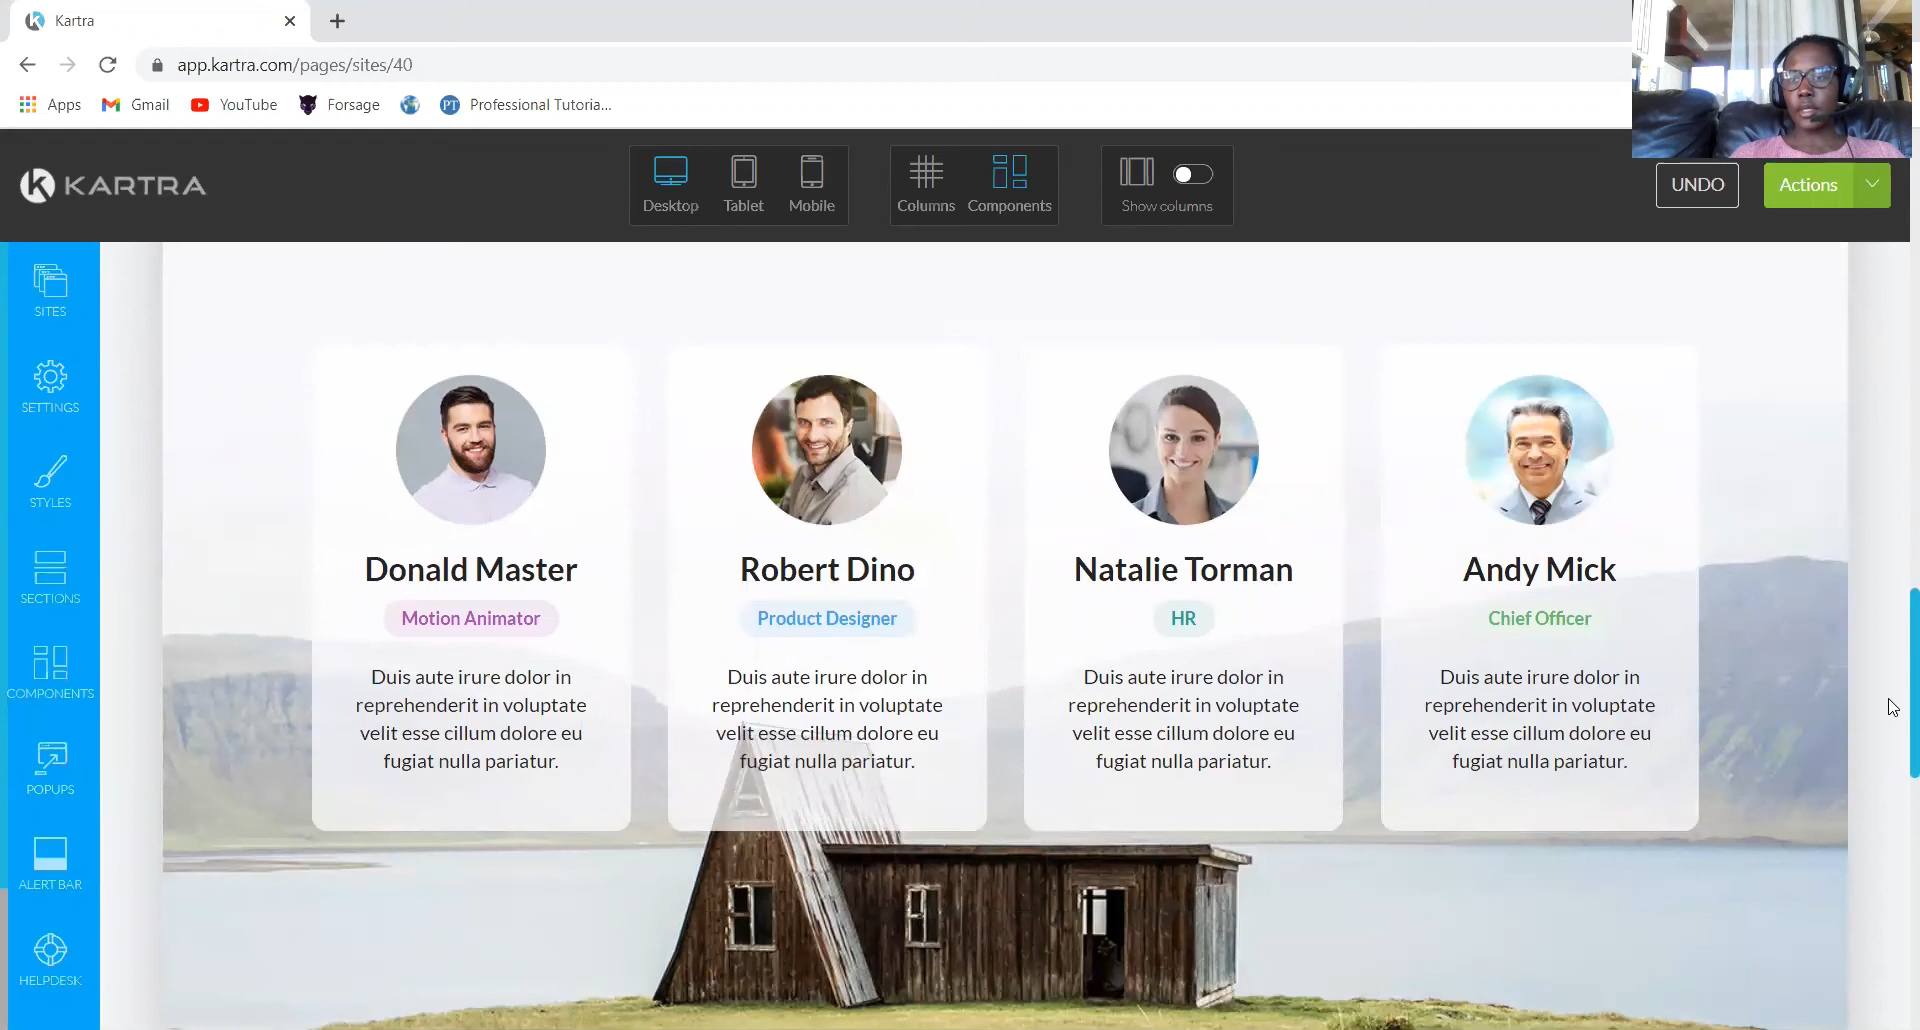 Kartra
app.kartra.com/pages/sites/40
Apps Gmail YouTube Forsage PT Professional Tutoria...
KARTRA
Desktop Tablet Mobile Columns Components Show columns
UNDO Actions
SITES
SETTINGS
STYLES
SECTIONS
COMPONENTS
POPUPS
ALERT BAR
HELPDESK
Donald Master
Motion Animator
Duis aute irure dolor in
reprehenderit in voluptate
velit esse cillum dolore eu
fugiat nulla pariatur.
Robert Dino
Product Designer
Duis aute irure dolor in
reprehenderit in voluptate
velit esse cillum dolore eu
fugiat nulla pariatur.
Natalie Torman
HR
Duis aute irure dolor in
reprehenderit in voluptate
velit esse cillum dolore eu
fugiat nulla pariatur.
Andy Mick
Chief Officer
Duis aute irure dolor in
reprehenderit in voluptate
velit esse cillum dolore eu
fugiat nulla pariatur.